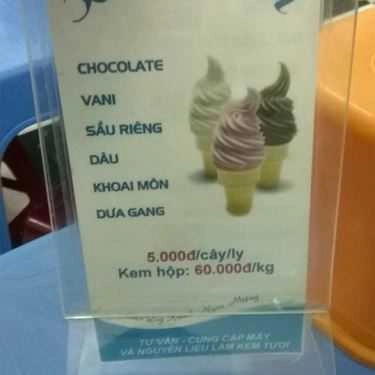 CHOCOLATE
VANI
SẦU RIÊNG
DÂU
KHOAI MÔN
DƯA GANG
5.000đ/cây/ly
Kem hộp: 60.000đ/kg
TƯ VẤN - CUNG CẤP MÁY
VÀ NGUYÊN LIỆU LÀM KEM TƯƠI